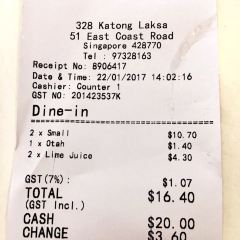 328 Katong Laksa
51 East Coast Road
Singapore 428770
Tel : 97328163
Receipt No: 8906417
Date & Time: 22/01/2017 14:02:16
Cashier: Counter 1
GST NO: 201423537K
Dine-in
2 x Small $10.70
1 x Otah $1.40
2 x Lime Juice $4.30
GST(7%): $1.07
TOTAL $16.40
(GST Incl.)
CASH $20.00
CHANGE $3.60